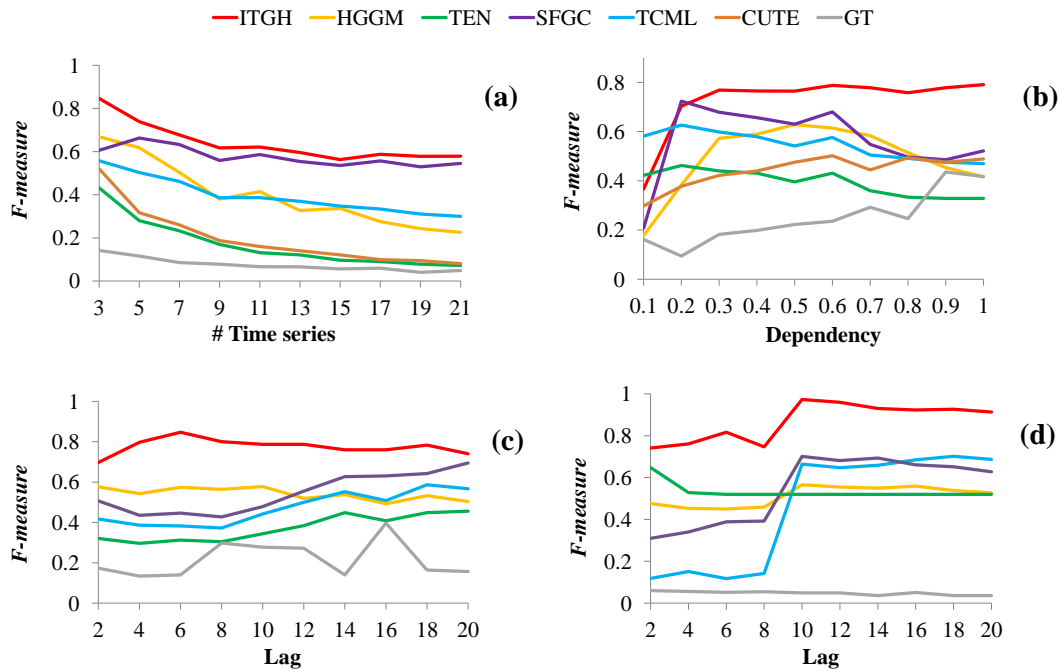 ITGH HGGM TEN SFGC TCML CUTE GT
(a)
F-measure
1
0.8
0.6
0.4
0.2
0
3 5 7 9 11 13 15 17 19 21
# Time series
(b)
F-measure
0.8
0.6
0.4
0.2
0
0.1 0.2 0.3 0.4 0.5 0.6 0.7 0.8 0.9 1
Dependency
(c)
F-measure
1
0.8
0.6
0.4
0.2
0
2 4 6 8 10 12 14 16 18 20
Lag
(d)
F-measure
1
0.8
0.6
0.4
0.2
0
2 4 6 8 10 12 14 16 18 20
Lag